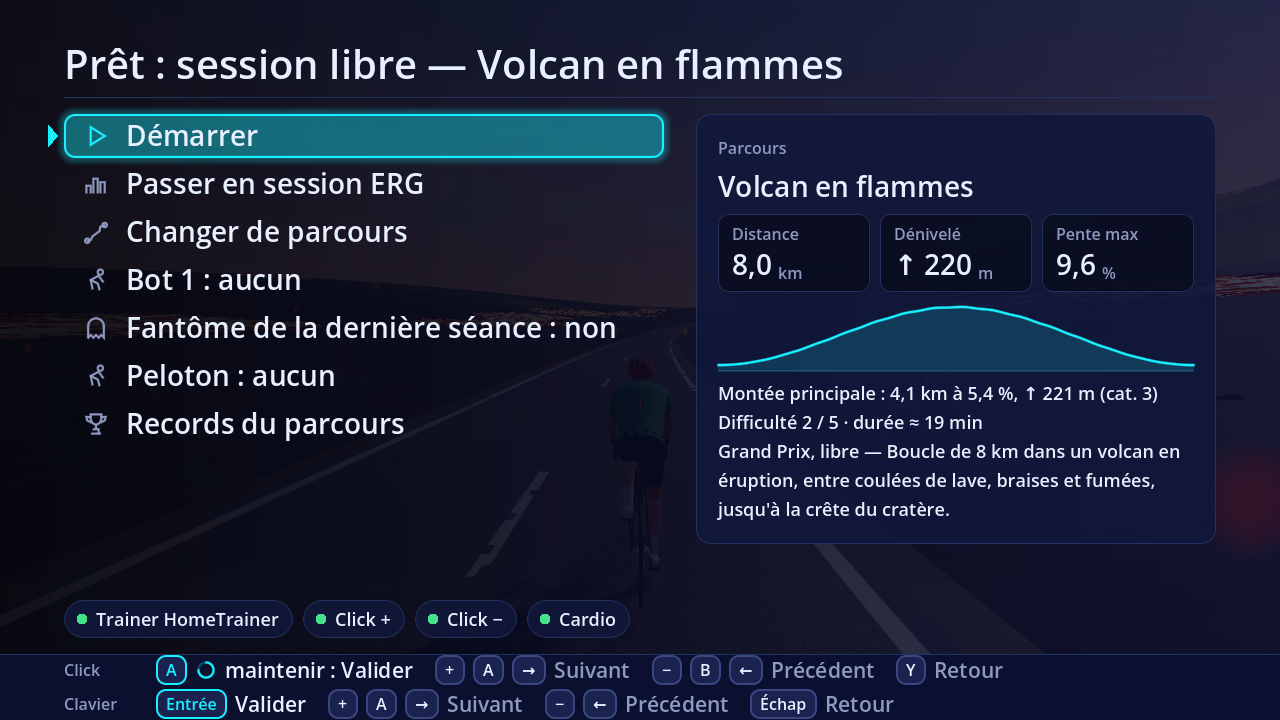 Prêt : session libre — Volcan en flammes
Démarrer
Passer en session ERG
Changer de parcours
Bot 1 : aucun
Fantôme de la dernière séance : non
Peloton : aucun
Records du parcours
Parcours
Volcan en flammes
Distance
8,0 km
Dénivelé
↑ 220 m
Pente max
9,6 %
Montée principale : 4,1 km à 5,4 %, ↑ 221 m (cat. 3)
Difficulté 2 / 5 · durée ≈ 19 min
Grand Prix, libre — Boucle de 8 km dans un volcan en
éruption, entre coulées de lave, braises et fumées,
jusqu'à la crête du cratère.
Trainer HomeTrainer
Click +
Click −
Cardio
Click A maintenir : Valider + A → Suivant − B ← Précédent Y Retour
Clavier Entrée Valider + A → Suivant − ← Précédent Échap Retour